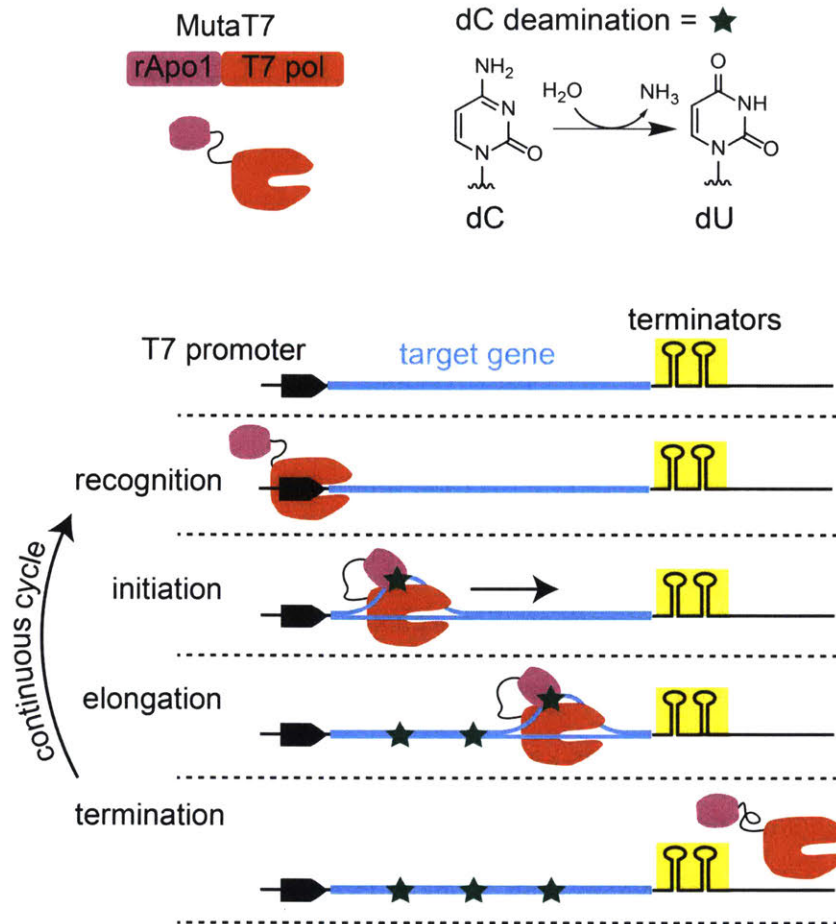 MutaT7
rApo1 T7 pol
dC deamination = ★
NH₂
N
N
O
H₂O
NH₃
O
NH
N
O
dC
dU
terminators
T7 promoter
target gene
recognition
initiation
elongation
termination
continuous cycle